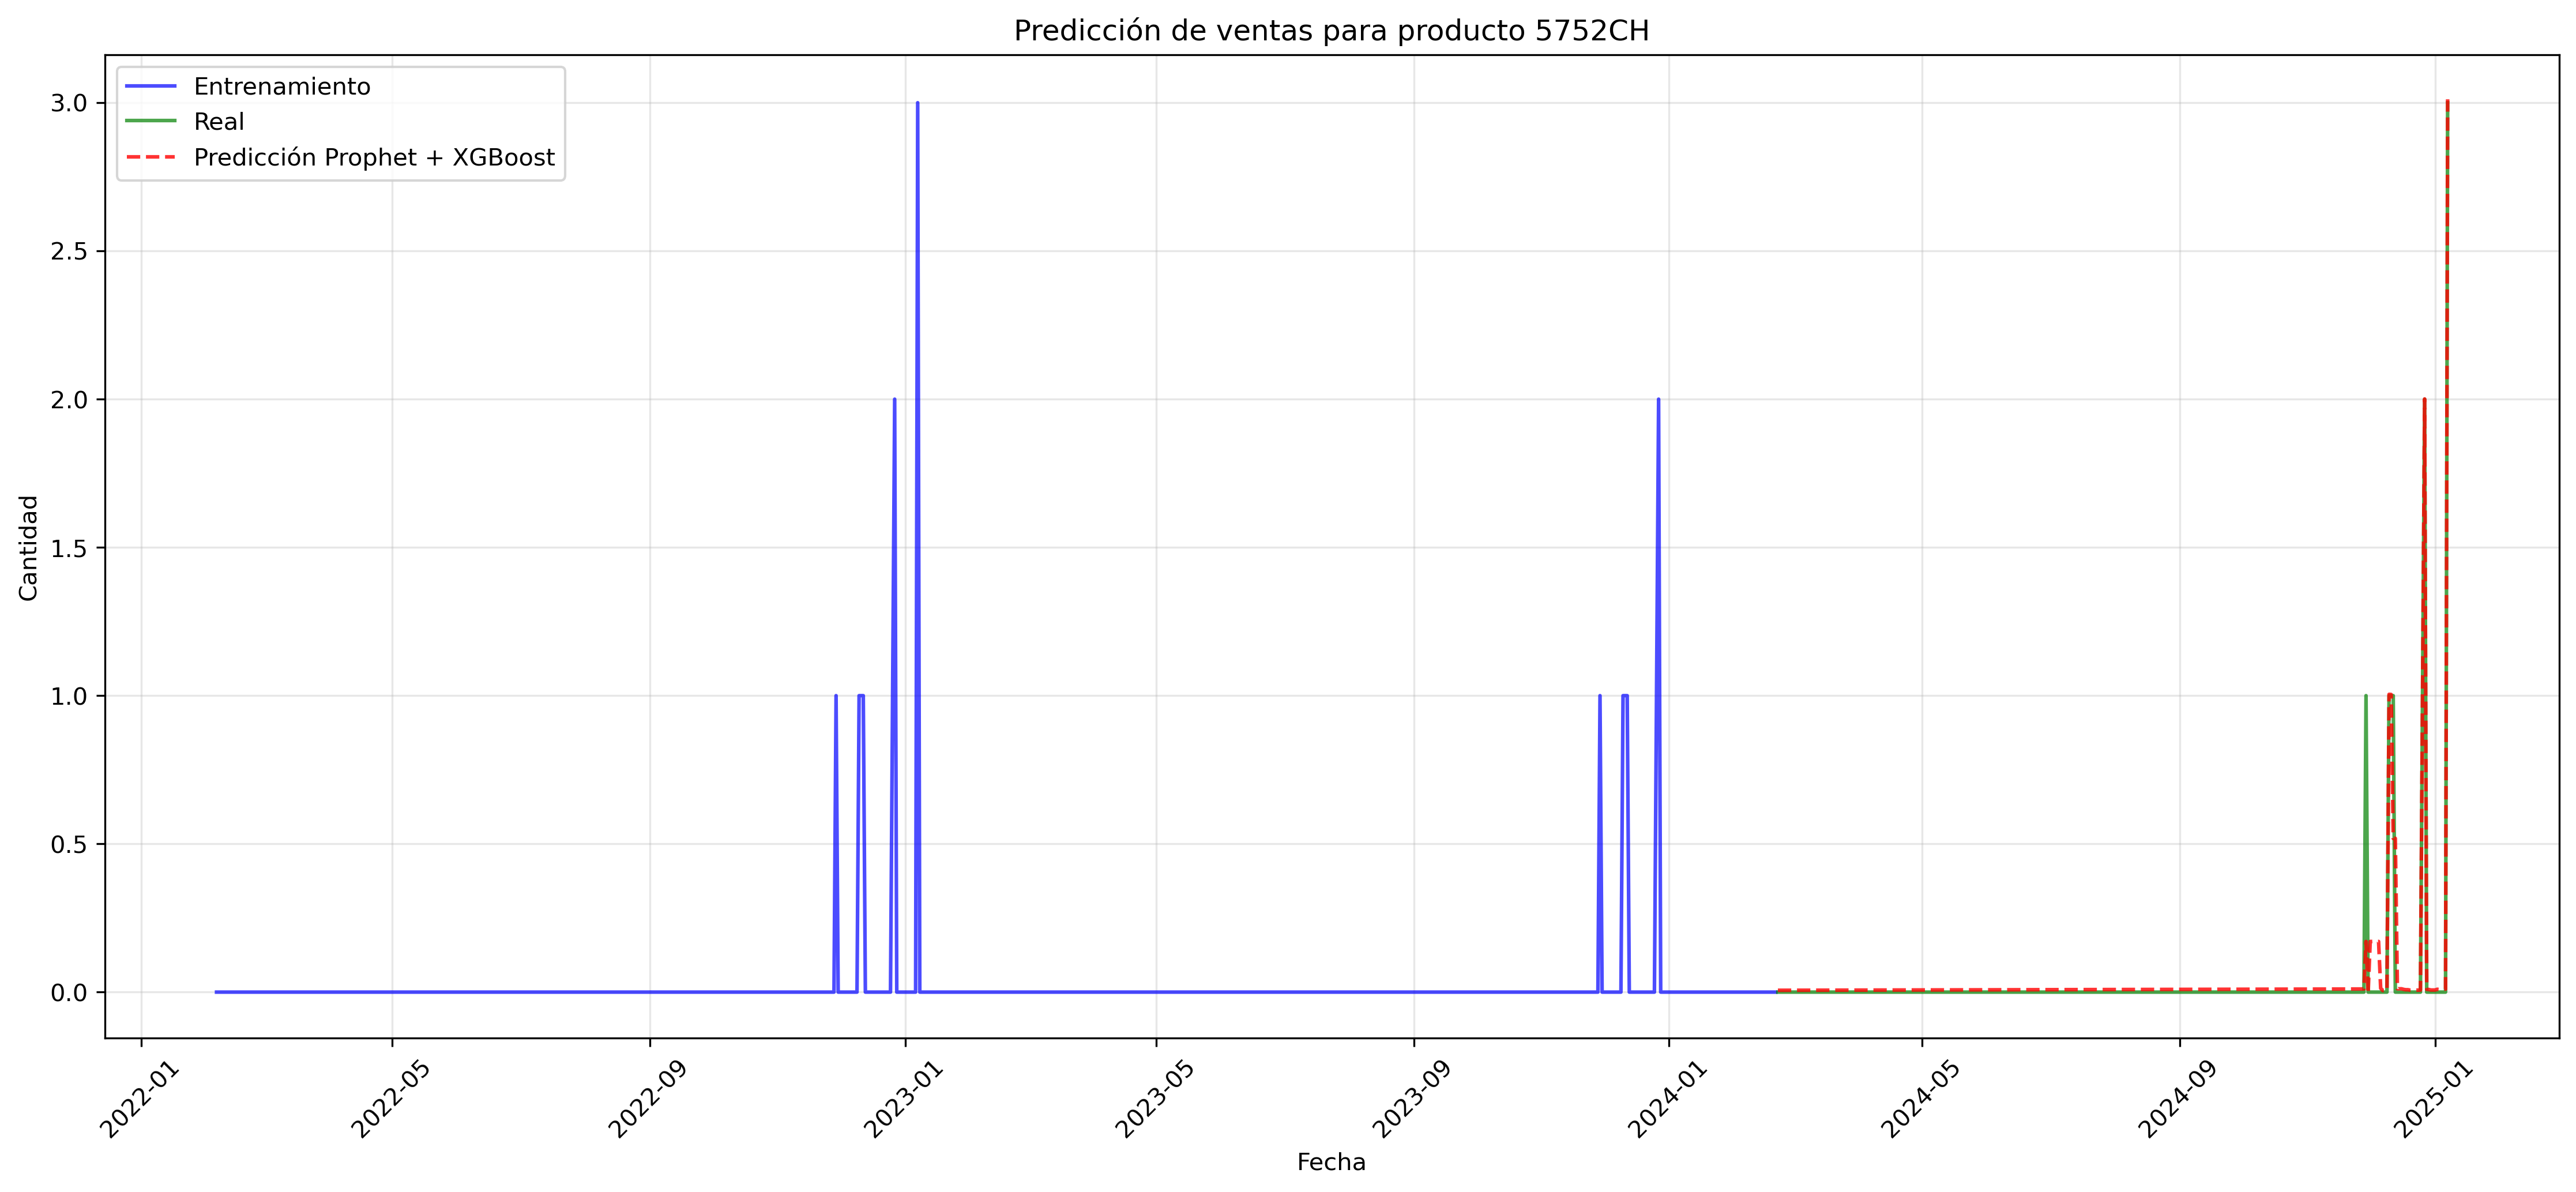 Predicción de ventas para producto 5752CH
Entrenamiento
Real
Predicción Prophet + XGBoost
Cantidad
3.0
2.5
2.0
1.5
1.0
0.5
0.0
2022-01
2022-05
2022-09
2023-01
2023-05
2023-09
2024-01
2024-05
2024-09
2025-01
Fecha